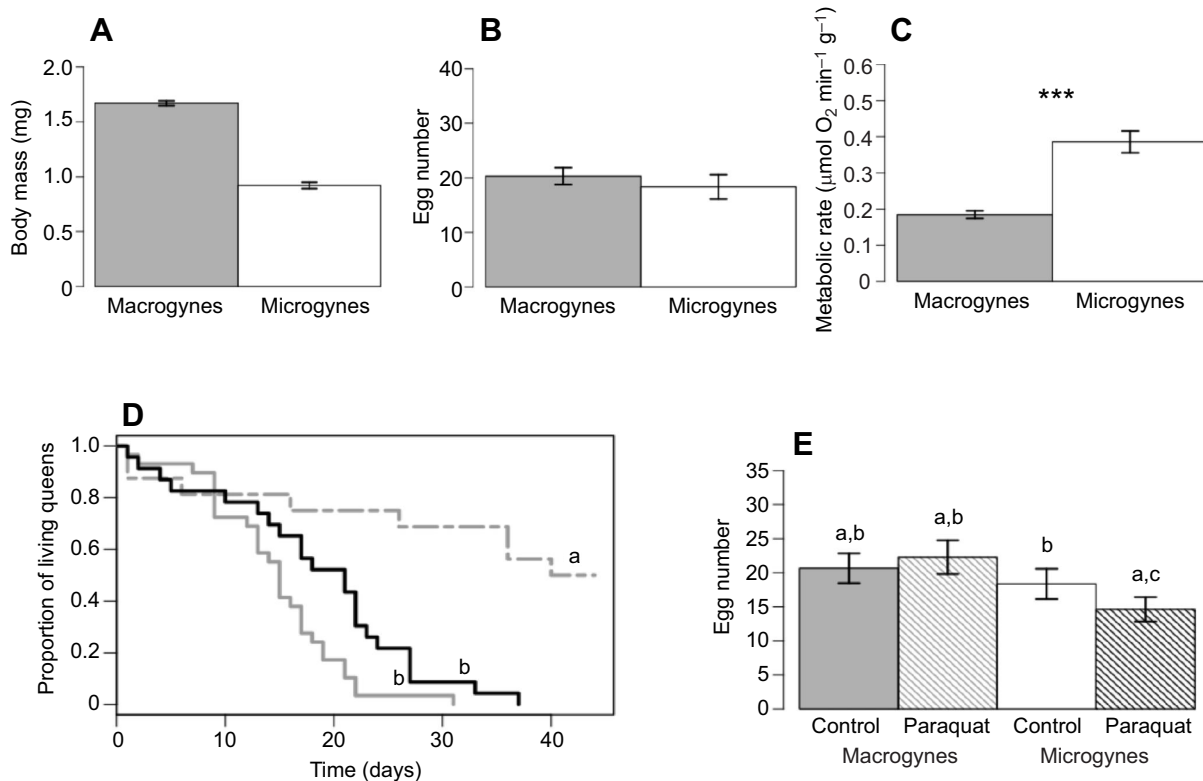 A
Body mass (mg)
2.0
1.5
1.0
0.5
0
Macrogynes Microgynes
B
Egg number
40
30
20
10
0
Macrogynes Microgynes
C
Metabolic rate (μmol O₂ min⁻¹ g⁻¹)
0.6
0.5
0.4
0.3
0.2
0.1
0
***
Macrogynes Microgynes
D
Proportion of living queens
1.0
0.8
0.6
0.4
0.2
0
a
b b
0 10 20 30 40
Time (days)
E
Egg number
35
30
25
20
15
10
5
0
a,b a,b b a,c
Control Paraquat Control Paraquat
Macrogynes Microgynes